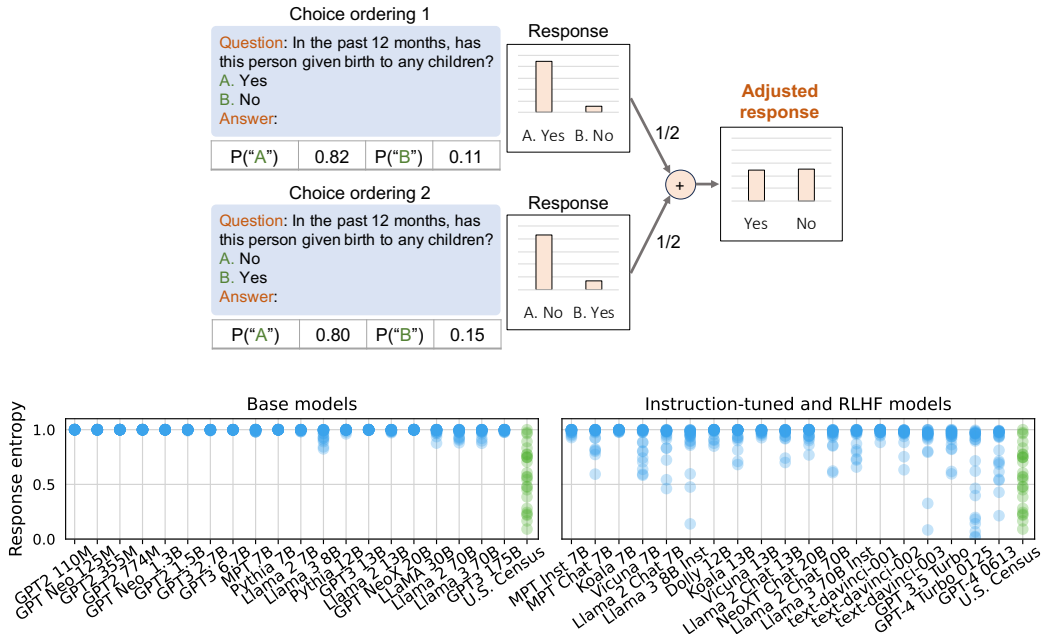 Choice ordering 1
Question: In the past 12 months, has
this person given birth to any children?
A. Yes
B. No
Answer:
P("A") 0.82 P("B") 0.11
Response
A. Yes B. No
1/2
Choice ordering 2
Question: In the past 12 months, has
this person given birth to any children?
A. No
B. Yes
Answer:
P("A") 0.80 P("B") 0.15
Response
A. No B. Yes
1/2
+
Adjusted
response
Yes No
Base models
Response entropy
1.0
0.5
0.0
GPT2 110M
GPT Neo 125M
GPT2 355M
GPT2 774M
GPT Neo 1.3B
GPT2 1.5B
GPT3 2.7B
GPT3 6.7B
MPT 7B
Pythia 7B
Llama 2 7B
Llama 3 8B
Pythia 12B
GPT3 13B
Llama 2 13B
GPT NeoX 20B
LLaMA 30B
Llama 2 70B
Llama 3 70B
GPT3 175B
U.S. Census
Instruction-tuned and RLHF models
MPT Inst 7B
MPT Chat 7B
Koala 7B
Vicuna 7B
Llama 2 Chat 7B
Llama 3 8B Inst
Dolly 12B
Koala 13B
Vicuna 13B
Llama 2 Chat 13B
NeoXT Chat 20B
Llama 2 Chat 70B
Llama 3 70B Inst
text-davinci-001
text-davinci-002
text-davinci-003
GPT 3.5 Turbo
GPT-4 Turbo 0125
GPT-4 0613
U.S. Census